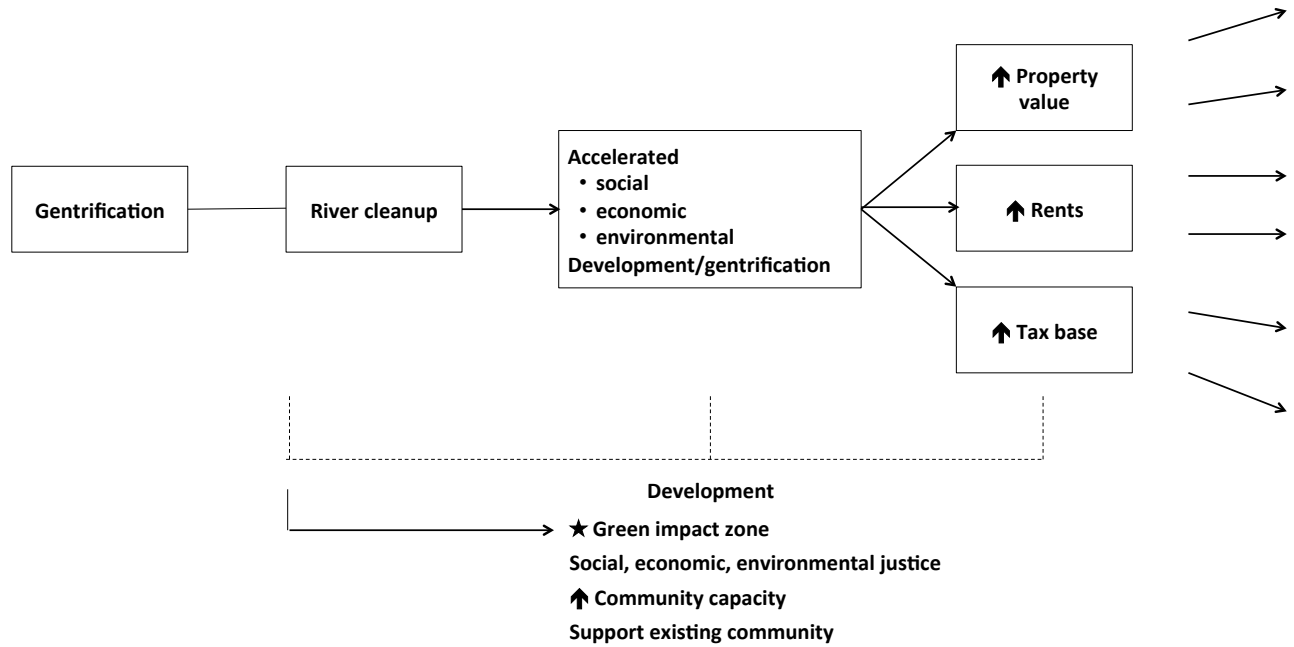 Gentrification
River cleanup
Accelerated
• social
• economic
• environmental
Development/gentrification
🡅 Property
value
🡅 Rents
🡅 Tax base
Development
★ Green impact zone
Social, economic, environmental justice
🡅 Community capacity
Support existing community